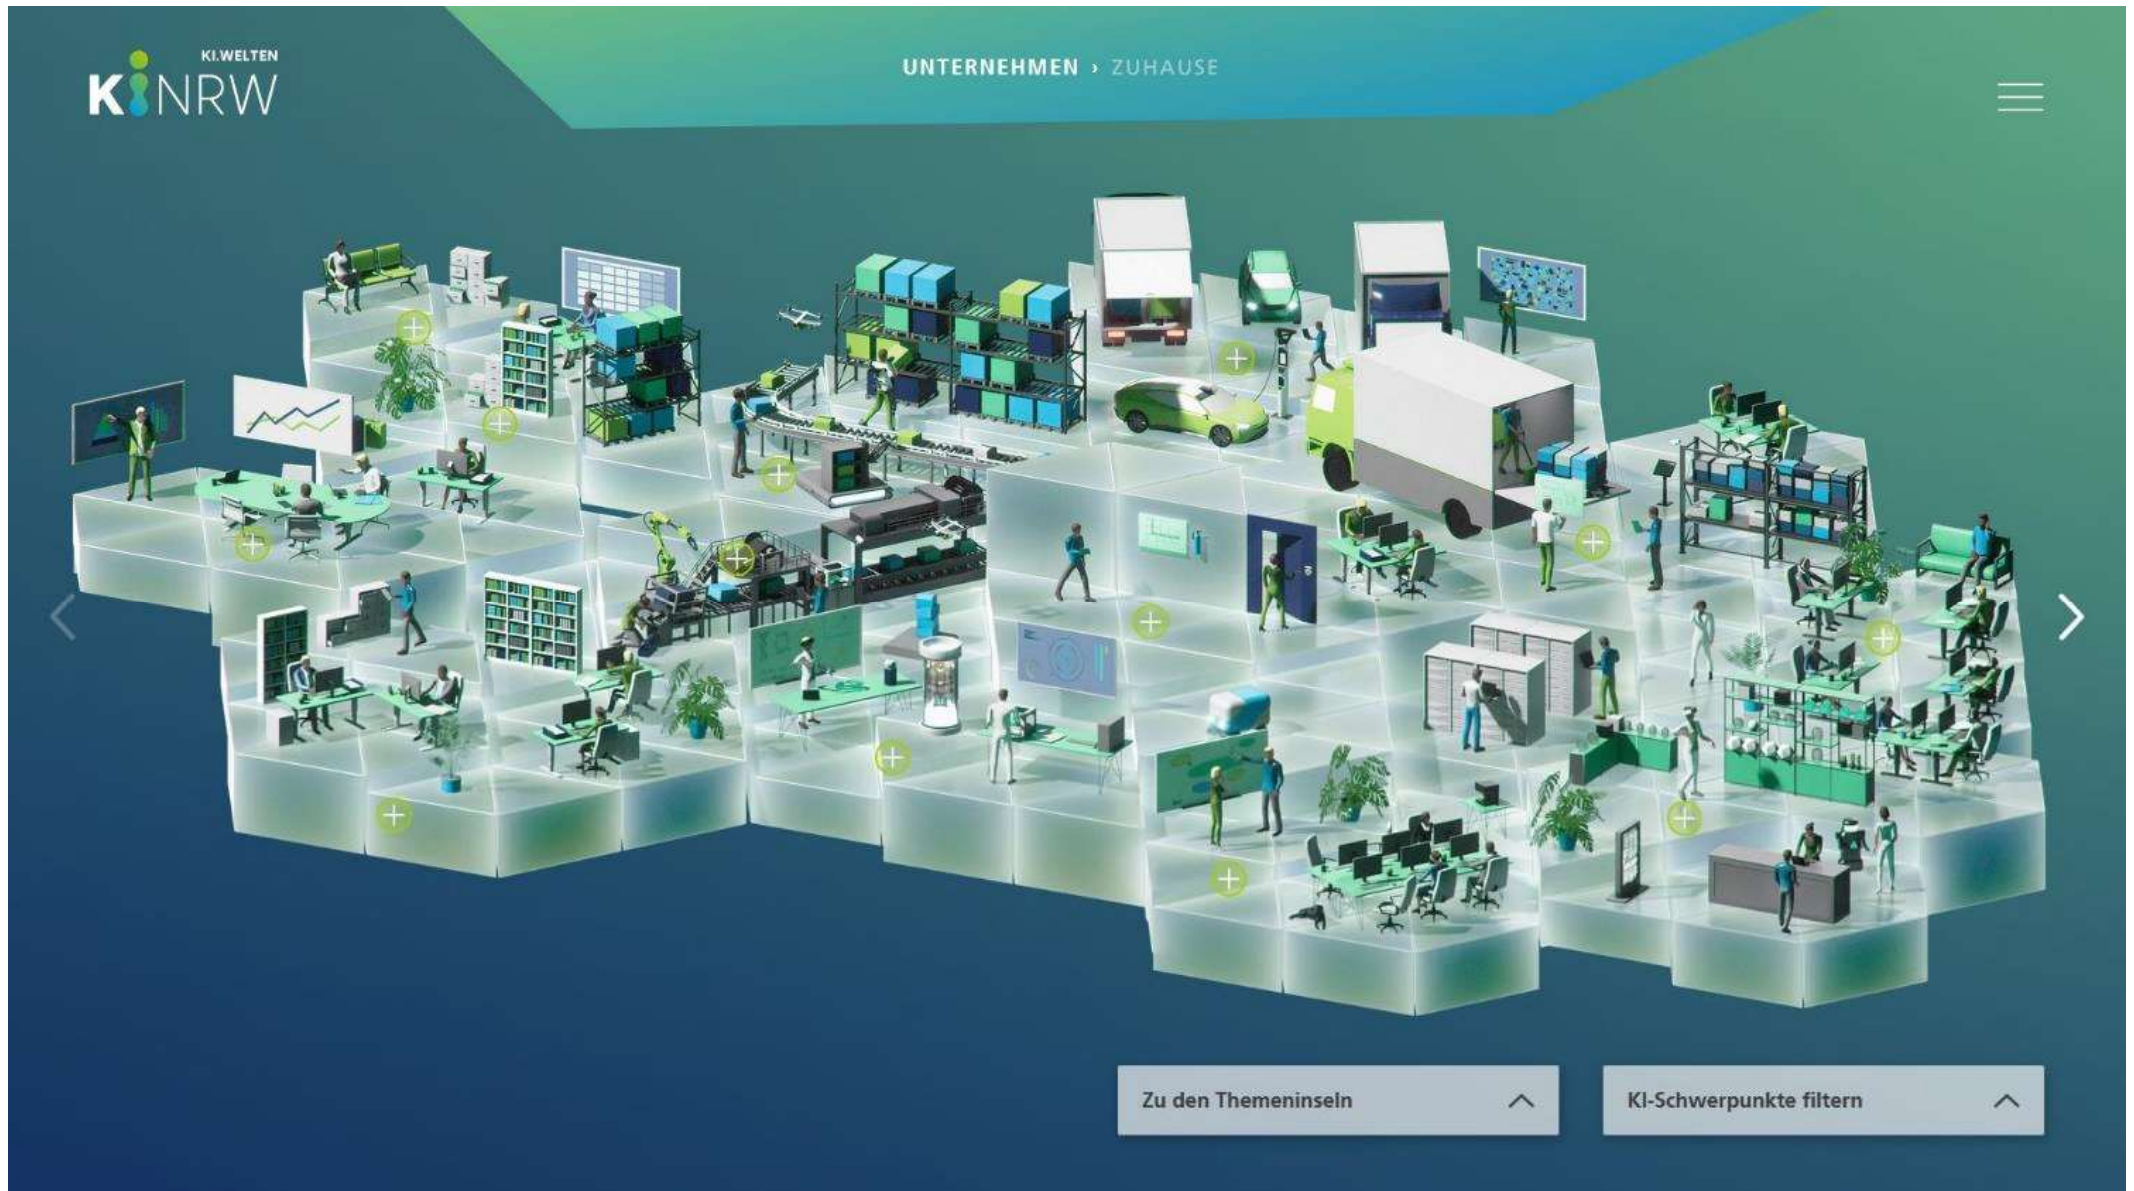 KI.WELTEN
KINRW
UNTERNEHMEN › ZUHAUSE
Zu den Themeninseln
KI-Schwerpunkte filtern